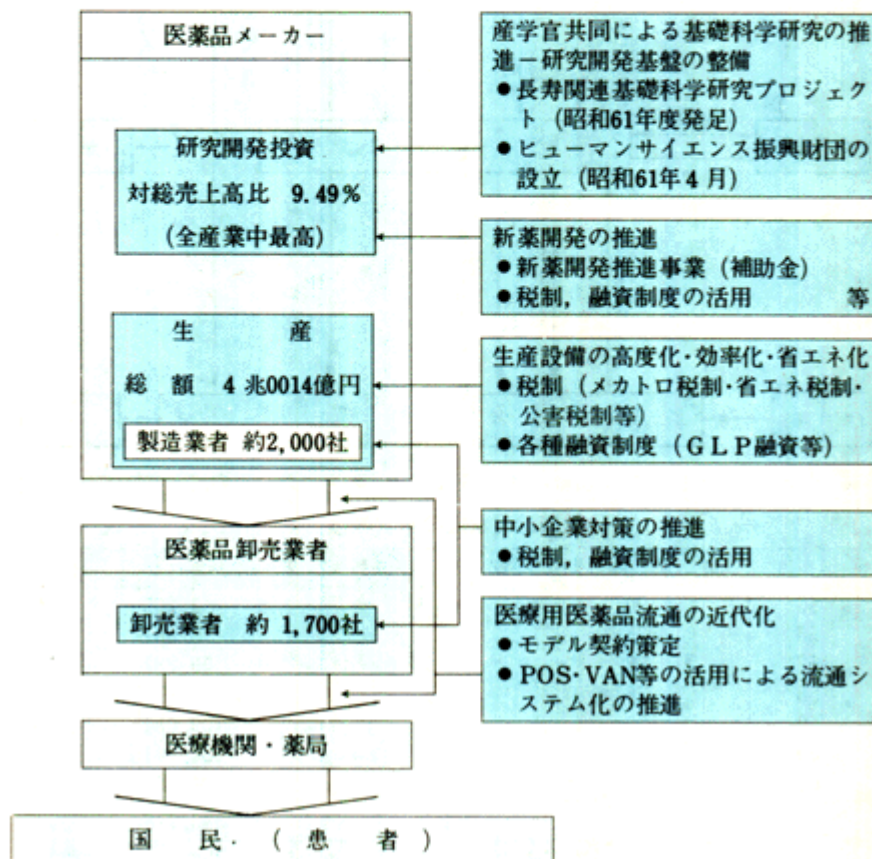 医薬品メーカー
研究開発投資
対総売上高比 9.49%
(全産業中最高)
生 産
総 額 4兆0014億円
製造業者 約2,000社
医薬品卸売業者
卸売業者 約 1,700社
医療機関・薬局
国 民・( 患 者 )
産学官共同による基礎科学研究の推
進−研究開発基盤の整備
●長寿関連基礎科学研究プロジェク
ト (昭和61年度発足)
●ヒューマンサイエンス振興財団の
設立 (昭和61年4月)
新薬開発の推進
●新薬開発推進事業 (補助金)
●税制,融資制度の活用 等
生産設備の高度化・効率化・省エネ化
●税制 (メカトロ税制・省エネ税制・
公害税制等)
●各種融資制度 (GLP融資等)
中小企業対策の推進
●税制,融資制度の活用
医療用医薬品流通の近代化
●モデル契約策定
●POS・VAN等の活用による流通シ
ステム化の推進